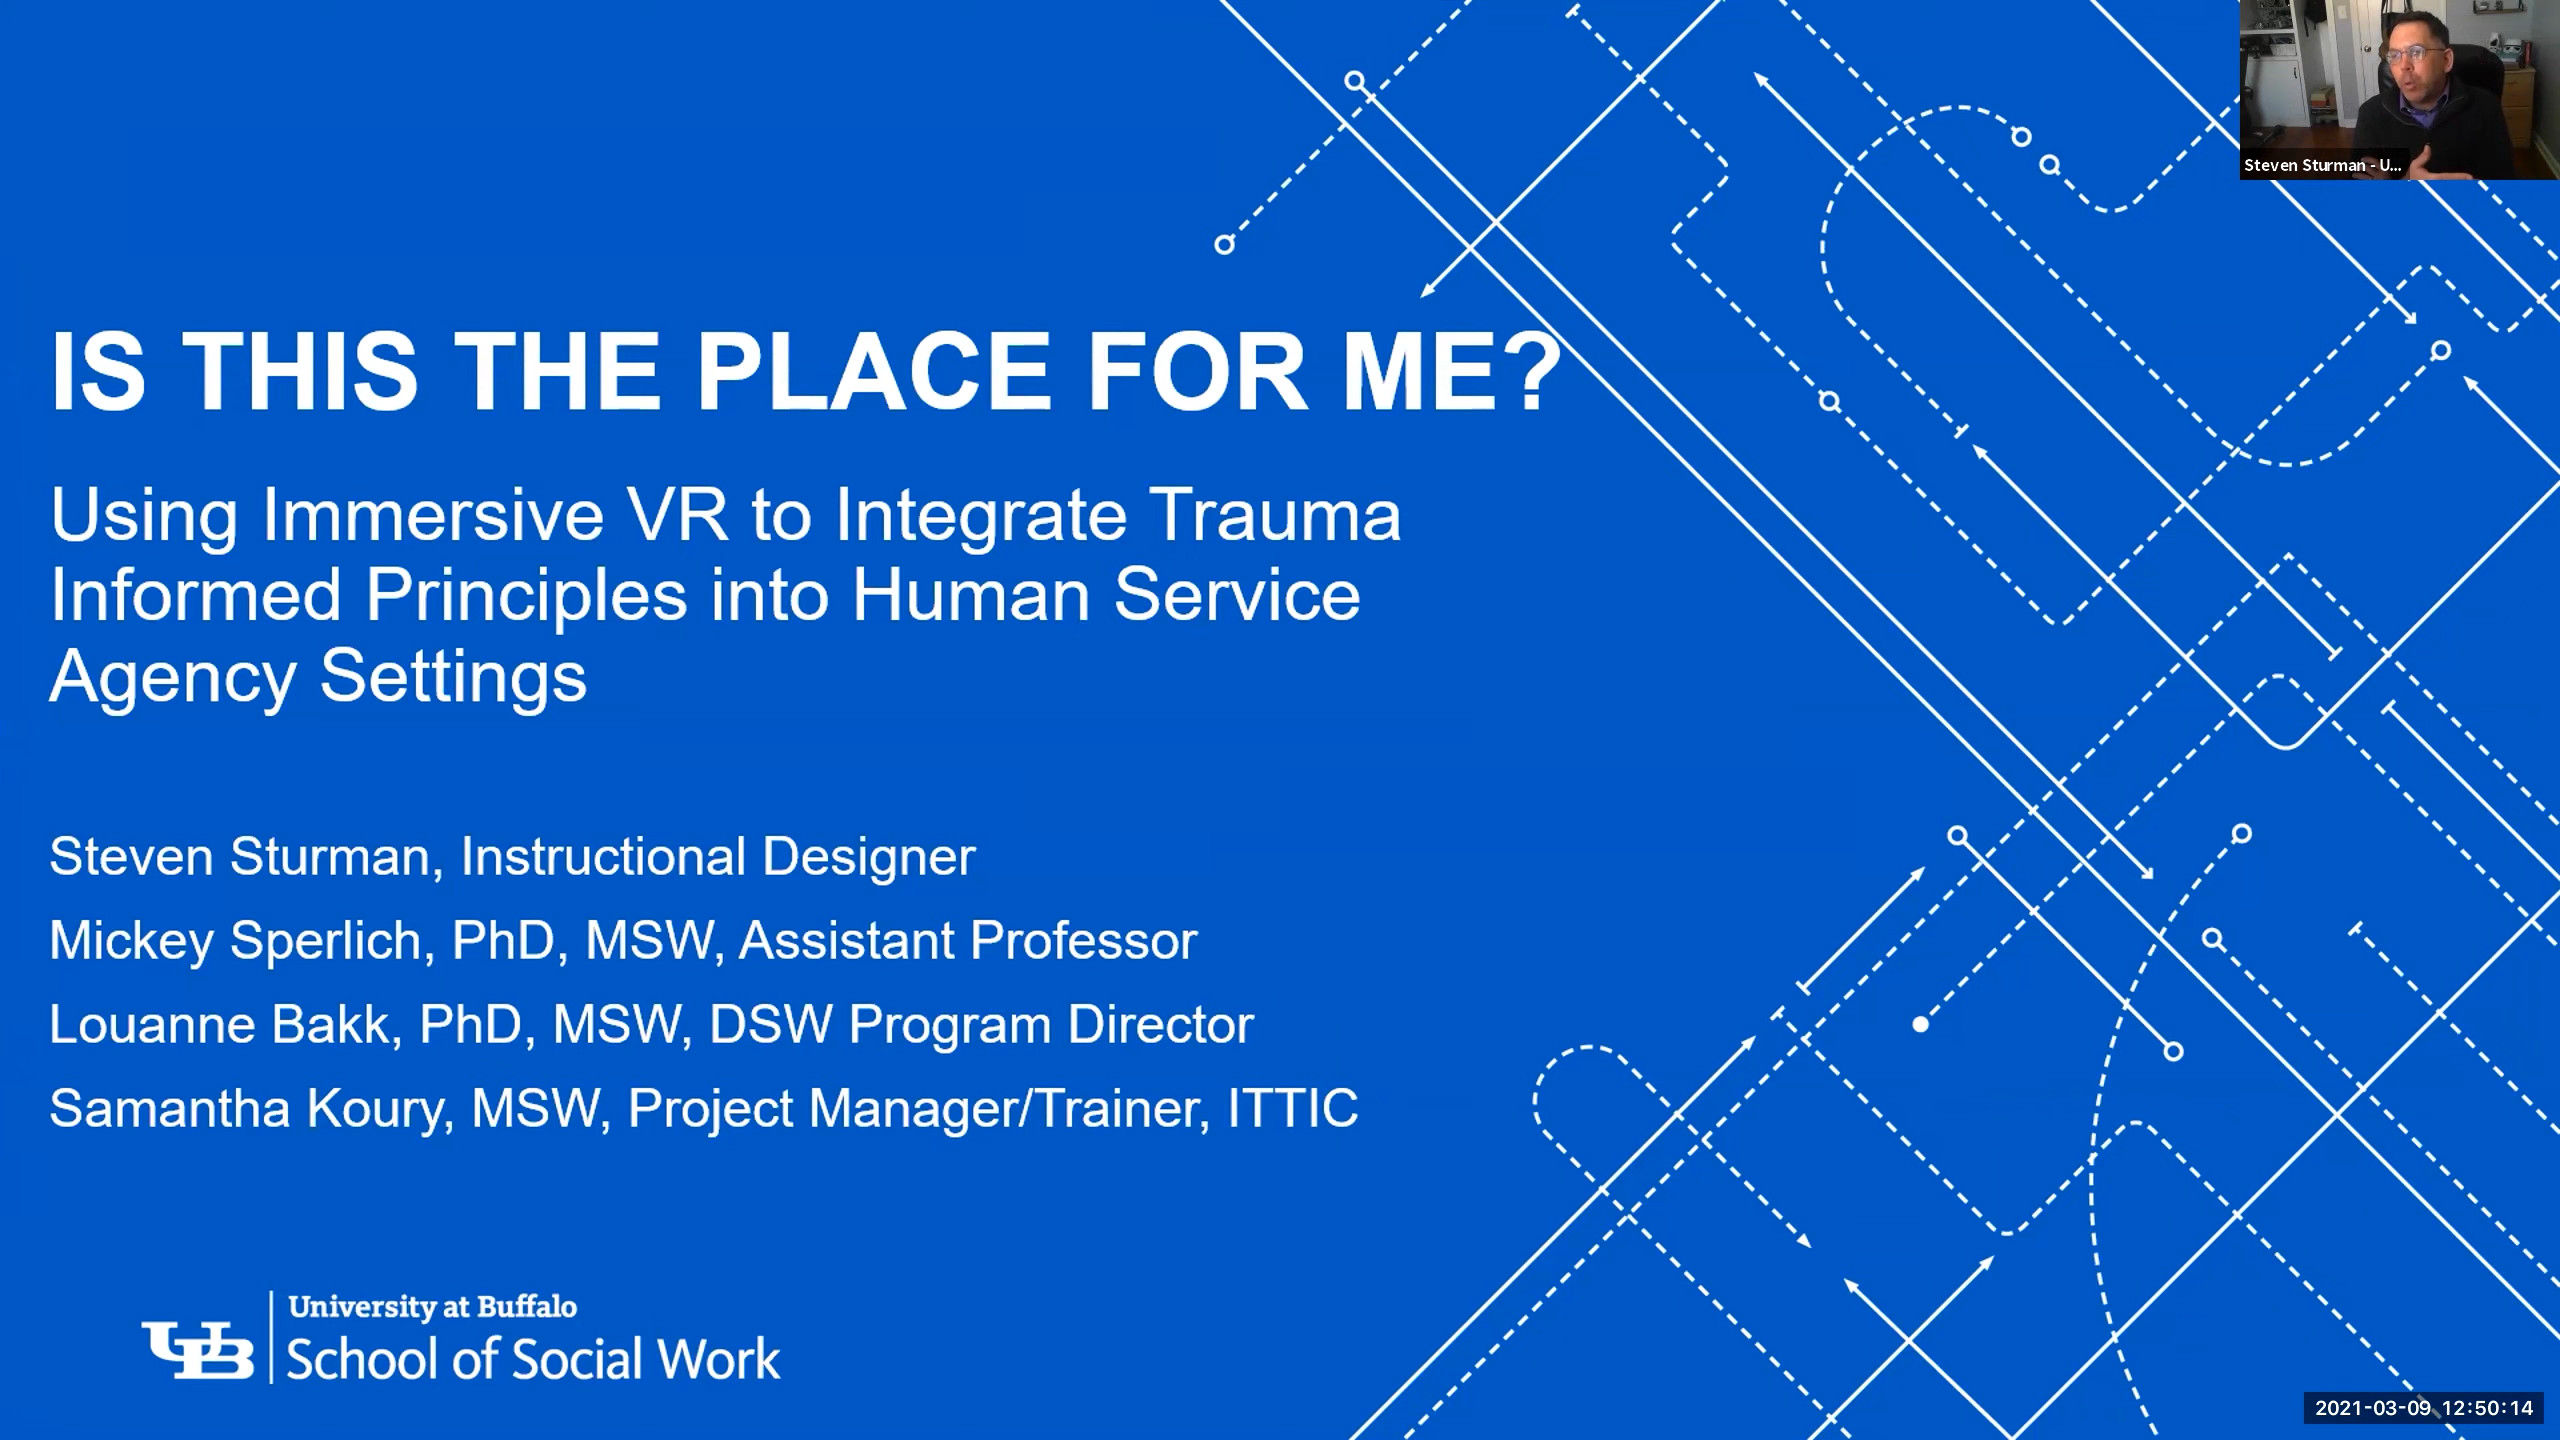 Steven Sturman - U...
IS THIS THE PLACE FOR ME?
Using Immersive VR to Integrate Trauma
Informed Principles into Human Service
Agency Settings
Steven Sturman, Instructional Designer
Mickey Sperlich, PhD, MSW, Assistant Professor
Louanne Bakk, PhD, MSW, DSW Program Director
Samantha Koury, MSW, Project Manager/Trainer, ITTIC
UB
University at Buffalo
School of Social Work
2021-03-09 12:50:14